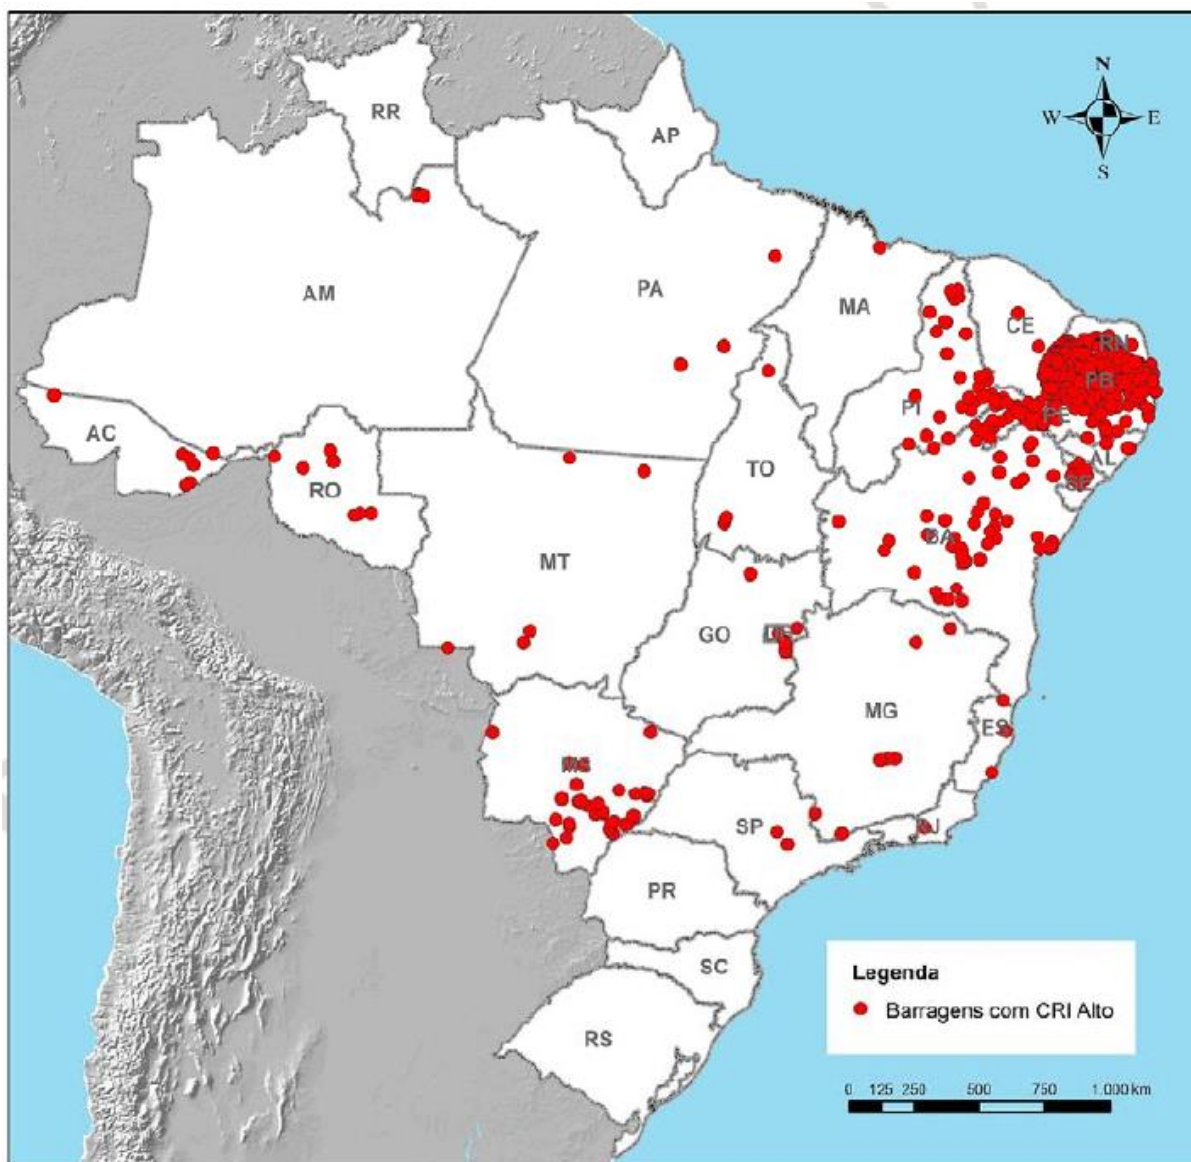 N
W E
S
RR
AP
AM
PA
MA
CE
RN
PB
PI
PE
AC
AL
SE
TO
RO
BA
MT
GO
DF
MG
ES
MS
SP
RJ
PR
SC
RS
Legenda
Barragens com CRI Alto
0 125 250 500 750 1.000 km